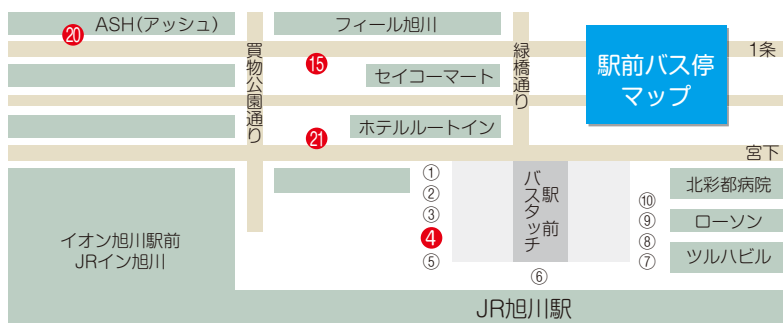 20
ASH(アッシュ)
フィール旭川
1条
買物公園通り
緑橋通り
駅前バス停
マップ
15
セイコーマート
21
ホテルルートイン
宮下
①
②
③
4
⑤
駅前
バスタッチ
⑥
⑩
⑨
⑧
⑦
北彩都病院
ローソン
ツルハビル
イオン旭川駅前
JRイン旭川
JR旭川駅